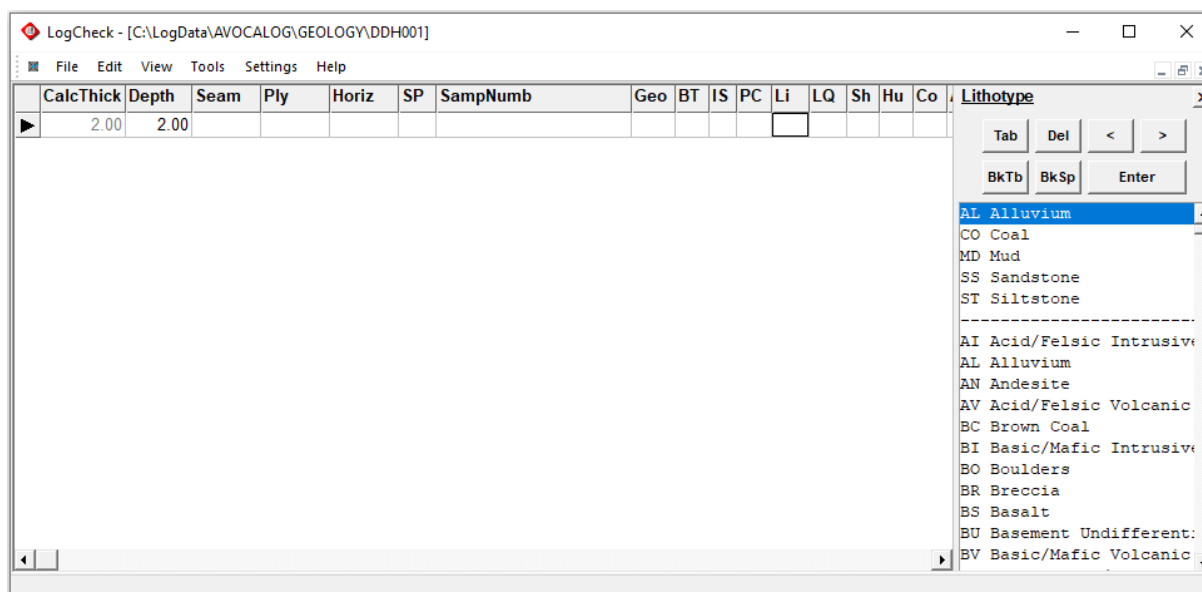 LogCheck - [C:\LogData\AVOCALOG\GEOLOGY\DDH001]
File Edit View Tools Settings Help
CalcThick Depth Seam Ply Horiz SP SampNumb Geo BT IS PC Li LQ Sh Hu Co
2.00 2.00
Lithotype
Tab Del < >
BkTb BkSp Enter
AL Alluvium
CO Coal
MD Mud
SS Sandstone
ST Siltstone
-----------------------
AI Acid/Felsic Intrusive
AL Alluvium
AN Andesite
AV Acid/Felsic Volcanic
BC Brown Coal
BI Basic/Mafic Intrusive
BO Boulders
BR Breccia
BS Basalt
BU Basement
BV Basic/Mafic Volcanic